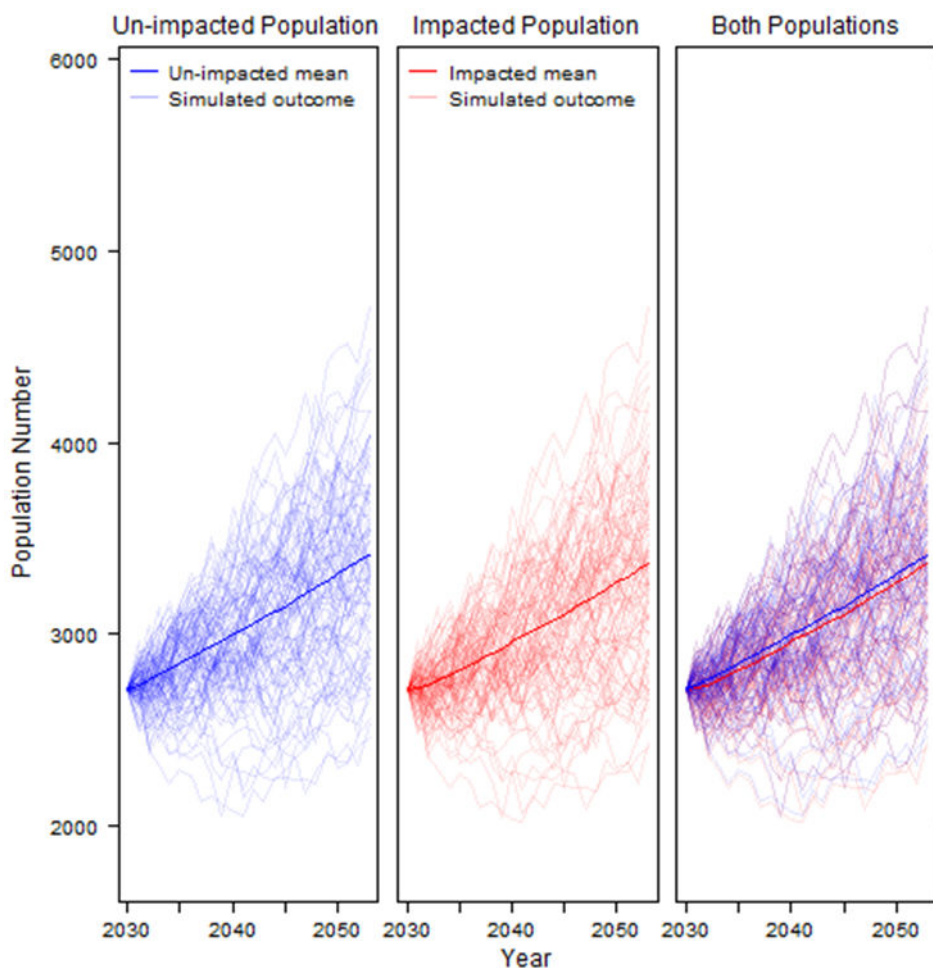 Un-impacted Population
Impacted Population
Both Populations
Un-impacted mean
Simulated outcome
Impacted mean
Simulated outcome
6000
5000
4000
3000
2000
Population Number
2030 2040 2050
2030 2040 2050
2030 2040 2050
Year